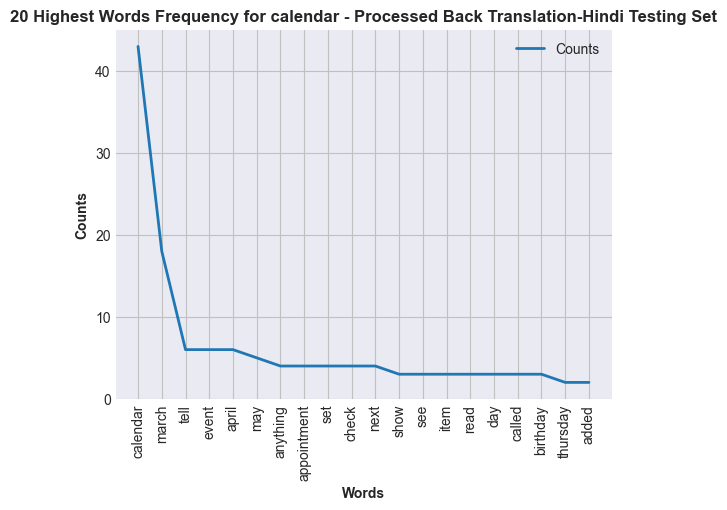 20 Highest Words Frequency for calendar - Processed Back Translation-Hindi Testing Set
Counts
40
30
20
10
0
Counts
calendar
march
tell
event
april
may
anything
appointment
set
check
next
show
see
item
read
day
called
birthday
thursday
added
Words